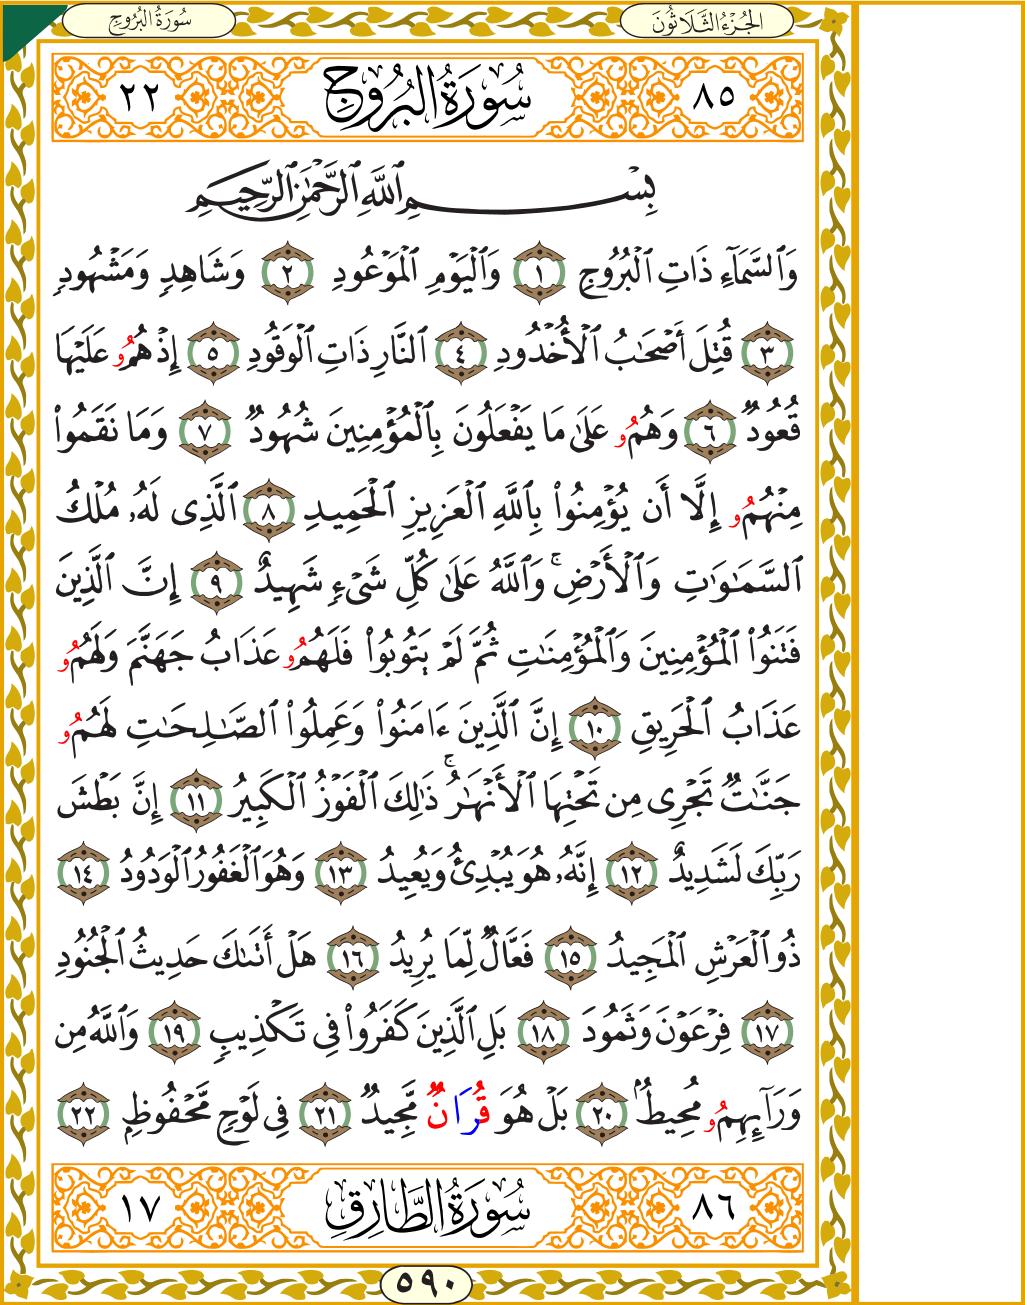 الجُزْءُ الثَّلَاثُونَ سُورَةُ البُرُوجِ
٨٥ سُورَةُ البُرُوجِ ٢٢
بِسْمِ ٱللَّهِ ٱلرَّحْمَٰنِ ٱلرَّحِيمِ
وَٱلسَّمَآءِ ذَاتِ ٱلْبُرُوجِ ١ وَٱلْيَوْمِ ٱلْمَوْعُودِ ٢ وَشَاهِدٍ وَمَشْهُودٍ
٣ قُتِلَ أَصْحَٰبُ ٱلْأُخْدُودِ ٤ ٱلنَّارِ ذَاتِ ٱلْوَقُودِ ٥ إِذْ هُمُو عَلَيْهَا
قُعُودٌ ٦ وَهُمُو عَلَىٰ مَا يَفْعَلُونَ بِٱلْمُؤْمِنِينَ شُهُودٌ ٧ وَمَا نَقَمُوا۟
مِنْهُمُو إِلَّا أَن يُؤْمِنُوا۟ بِٱللَّهِ ٱلْعَزِيزِ ٱلْحَمِيدِ ٨ ٱلَّذِى لَهُۥ مُلْكُ
ٱلسَّمَٰوَٰتِ وَٱلْأَرْضِۚ وَٱللَّهُ عَلَىٰ كُلِّ شَىْءٍ شَهِيدٌ ٩ إِنَّ ٱلَّذِينَ
فَتَنُوا۟ ٱلْمُؤْمِنِينَ وَٱلْمُؤْمِنَٰتِ ثُمَّ لَمْ يَتُوبُوا۟ فَلَهُمُو عَذَابُ جَهَنَّمَ وَلَهُمُو
عَذَابُ ٱلْحَرِيقِ ١٠ إِنَّ ٱلَّذِينَ ءَامَنُوا۟ وَعَمِلُوا۟ ٱلصَّٰلِحَٰتِ لَهُمُو
جَنَّٰتٌ تَجْرِى مِن تَحْتِهَا ٱلْأَنْهَٰرُۚ ذَٰلِكَ ٱلْفَوْزُ ٱلْكَبِيرُ ١١ إِنَّ بَطْشَ
رَبِّكَ لَشَدِيدٌ ١٢ إِنَّهُۥ هُوَ يُبْدِئُ وَيُعِيدُ ١٣ وَهُوَ ٱلْغَفُورُ ٱلْوَدُودُ ١٤
ذُو ٱلْعَرْشِ ٱلْمَجِيدُ ١٥ فَعَّالٌ لِّمَا يُرِيدُ ١٦ هَلْ أَتَىٰكَ حَدِيثُ ٱلْجُنُودِ
١٧ فِرْعَوْنَ وَثَمُودَ ١٨ بَلِ ٱلَّذِينَ كَفَرُوا۟ فِى تَكْذِيبٍ ١٩ وَٱللَّهُ مِن
وَرَآئِهِمُو مُحِيطٌ ٢٠ بَلْ هُوَ قُرَانٌ مَّجِيدٌ ٢١ فِى لَوْحٍ مَّحْفُوظٍ ٢٢
٨٦ سُورَةُ الطَّارِقِ ١٧
٥٩٠